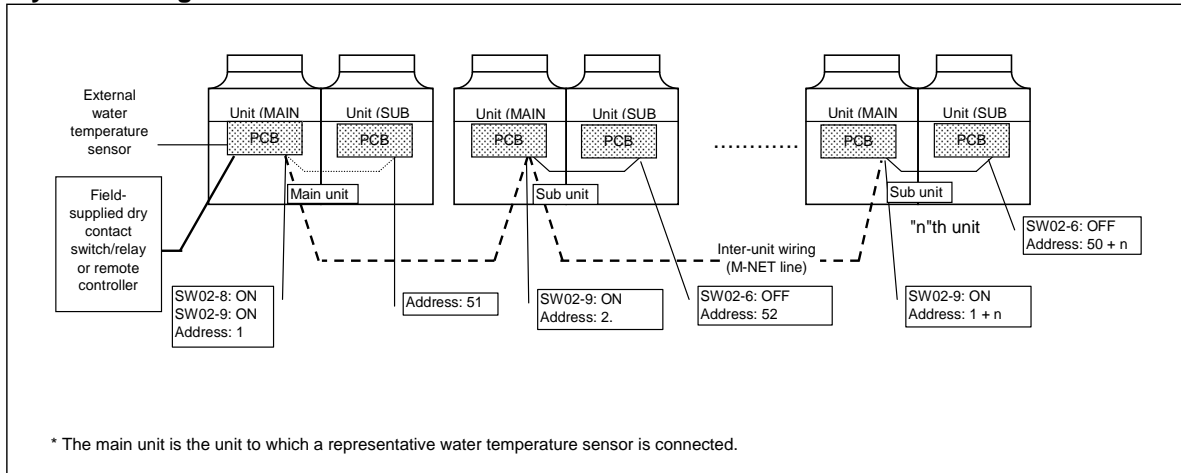 External
water
temperature
sensor
Unit (MAIN
Unit (SUB
Unit (MAIN
Unit (SUB
Unit (MAIN
Unit (SUB
PCB
PCB
PCB
PCB
PCB
PCB
Main unit
Sub unit
Sub unit
Field-
supplied dry
contact
switch/relay
or remote
controller
"n"th unit
Inter-unit wiring
(M-NET line)
SW02-8: ON
SW02-9: ON
Address: 1
Address: 51
SW02-9: ON
Address: 2.
SW02-6: OFF
Address: 52
SW02-9: ON
Address: 1 + n
SW02-6: OFF
Address: 50 + n
* The main unit is the unit to which a representative water temperature sensor is connected.